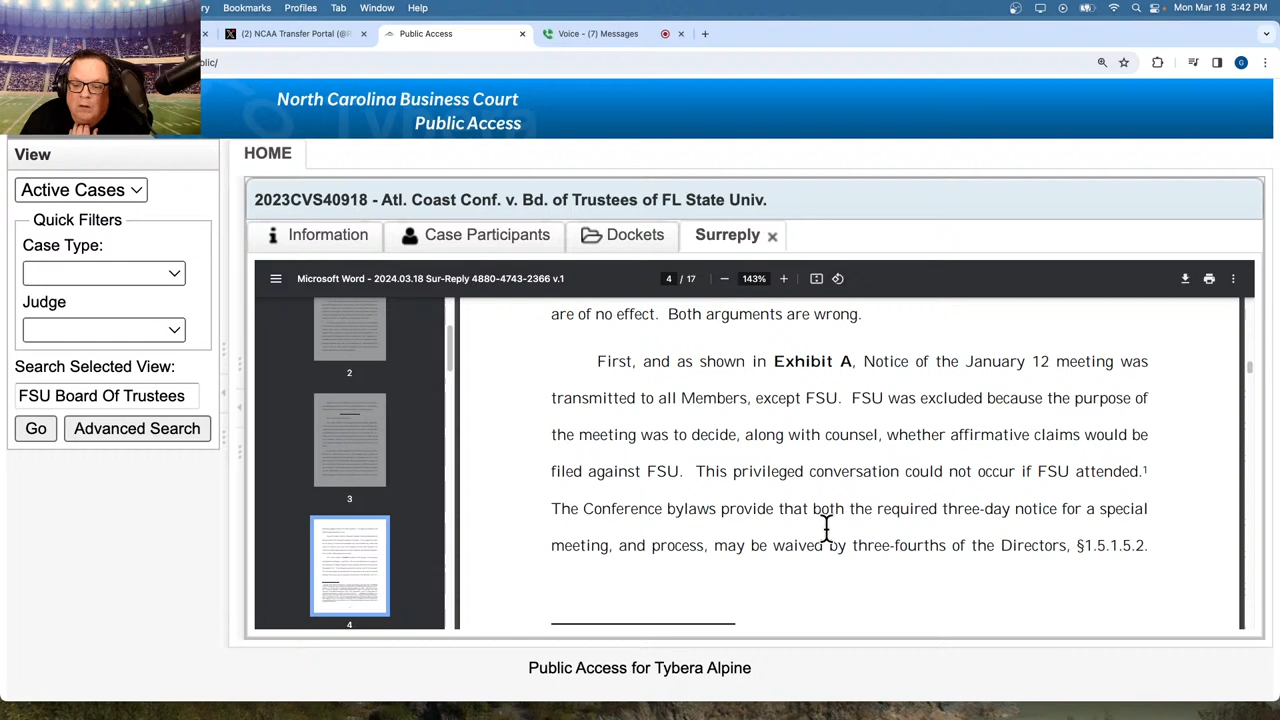 ry Bookmarks Profiles Tab Window Help Mon Mar 18 3:42 PM
(2) NCAA Transfer Portal (@R Public Access Voice - (7) Messages
blic/ G
North Carolina Business Court
Public Access
View
HOME
Active Cases
Quick Filters
Case Type:
Judge
Search Selected View:
FSU Board Of Trustees
Go Advanced Search
2023CVS40918 - Atl. Coast Conf. v. Bd. of Trustees of FL State Univ.
Information Case Participants Dockets Surreply
Microsoft Word - 2024.03.18 Sur-Reply 4880-4743-2366 v.1 4 / 17 143%
2
3
4
are of no effect. Both arguments are wrong.
First, and as shown in Exhibit A, Notice of the January 12 meeting was
transmitted to all Members, except FSU. FSU was excluded because the purpose of
the meeting was to decide, along with counsel, whether affirmative claims would be
filed against FSU. This privileged conversation could not occur if FSU attended.¹
The Conference bylaws provide that both the required three-day notice for a special
meeting, and process, may be waived by three-fourths of the Directors, §1.5.1.5.2.
Public Access for Tybera Alpine